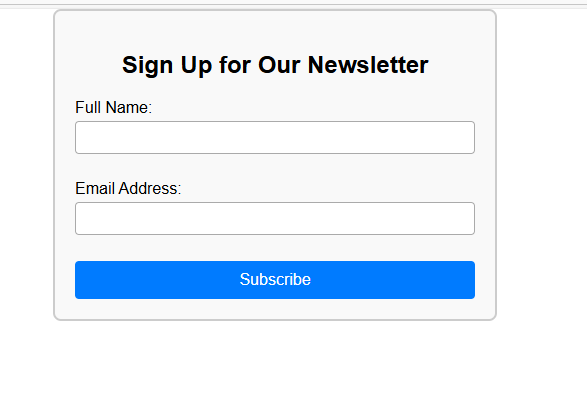 Sign Up for Our Newsletter
Full Name:
Email Address:
Subscribe